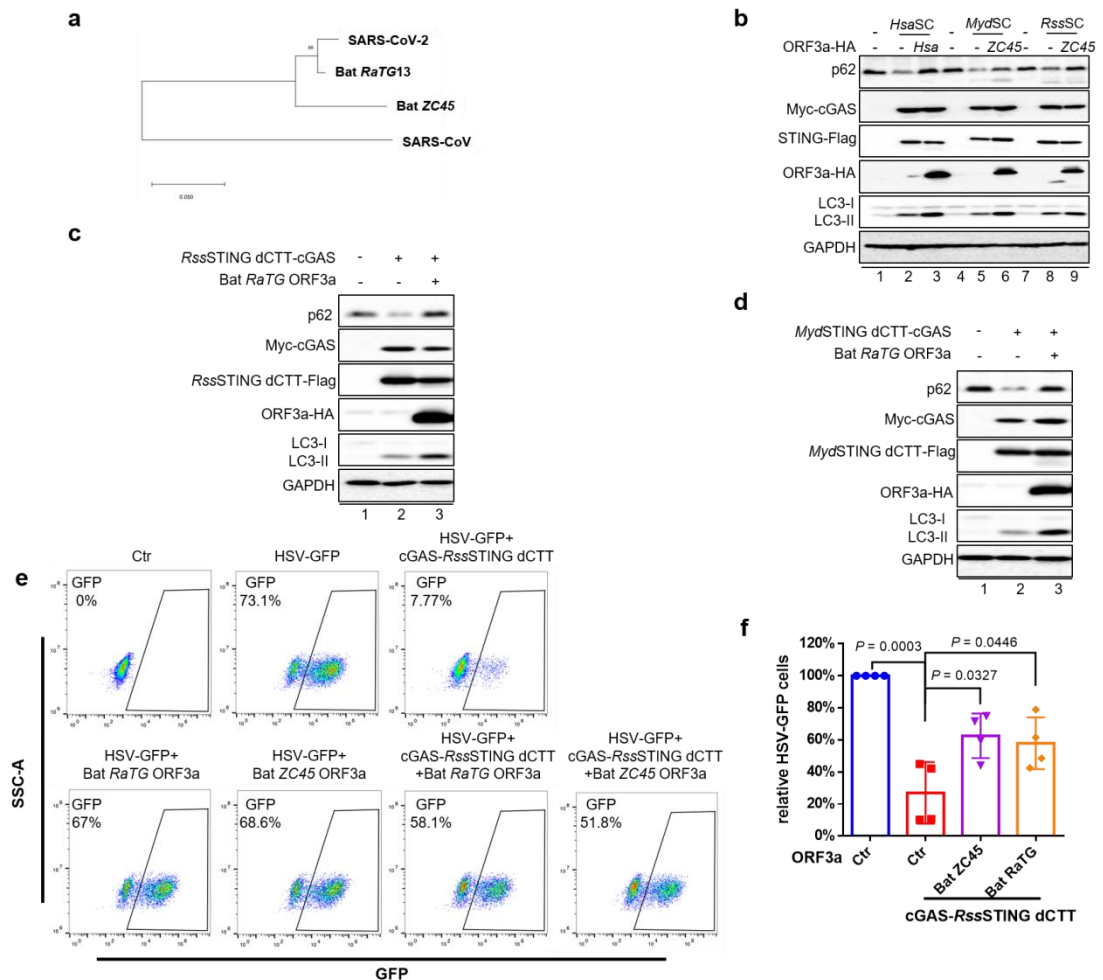 a
88
SARS-CoV-2
Bat RaTG13
Bat ZC45
SARS-CoV
0.050
b
HsaSC MydSC RssSC
- - - - - - - - -
ORF3a-HA - - Hsa - - ZC45 - - ZC45
p62
Myc-cGAS
STING-Flag
ORF3a-HA
LC3-I
LC3-II
GAPDH
1 2 3 4 5 6 7 8 9
c
RssSTING dCTT-cGAS - + +
Bat RaTG ORF3a - - +
p62
Myc-cGAS
RssSTING dCTT-Flag
ORF3a-HA
LC3-I
LC3-II
GAPDH
1 2 3
d
MydSTING dCTT-cGAS - + +
Bat RaTG ORF3a - - +
p62
Myc-cGAS
MydSTING dCTT-Flag
ORF3a-HA
LC3-I
LC3-II
GAPDH
1 2 3
e
Ctr
GFP
0%
HSV-GFP
GFP
73.1%
HSV-GFP+
cGAS-RssSTING dCTT
GFP
7.77%
HSV-GFP+
Bat RaTG ORF3a
GFP
67%
HSV-GFP+
Bat ZC45 ORF3a
GFP
68.6%
HSV-GFP+
cGAS-RssSTING dCTT
+Bat RaTG ORF3a
GFP
58.1%
HSV-GFP+
cGAS-RssSTING dCTT
+Bat ZC45 ORF3a
GFP
51.8%
SSC-A
GFP
f
relative HSV-GFP cells
120%
100%
80%
60%
40%
20%
0%
P = 0.0003
P = 0.0446
P = 0.0327
ORF3a
Ctr
Ctr
Bat ZC45
Bat RaTG
cGAS-RssSTING dCTT